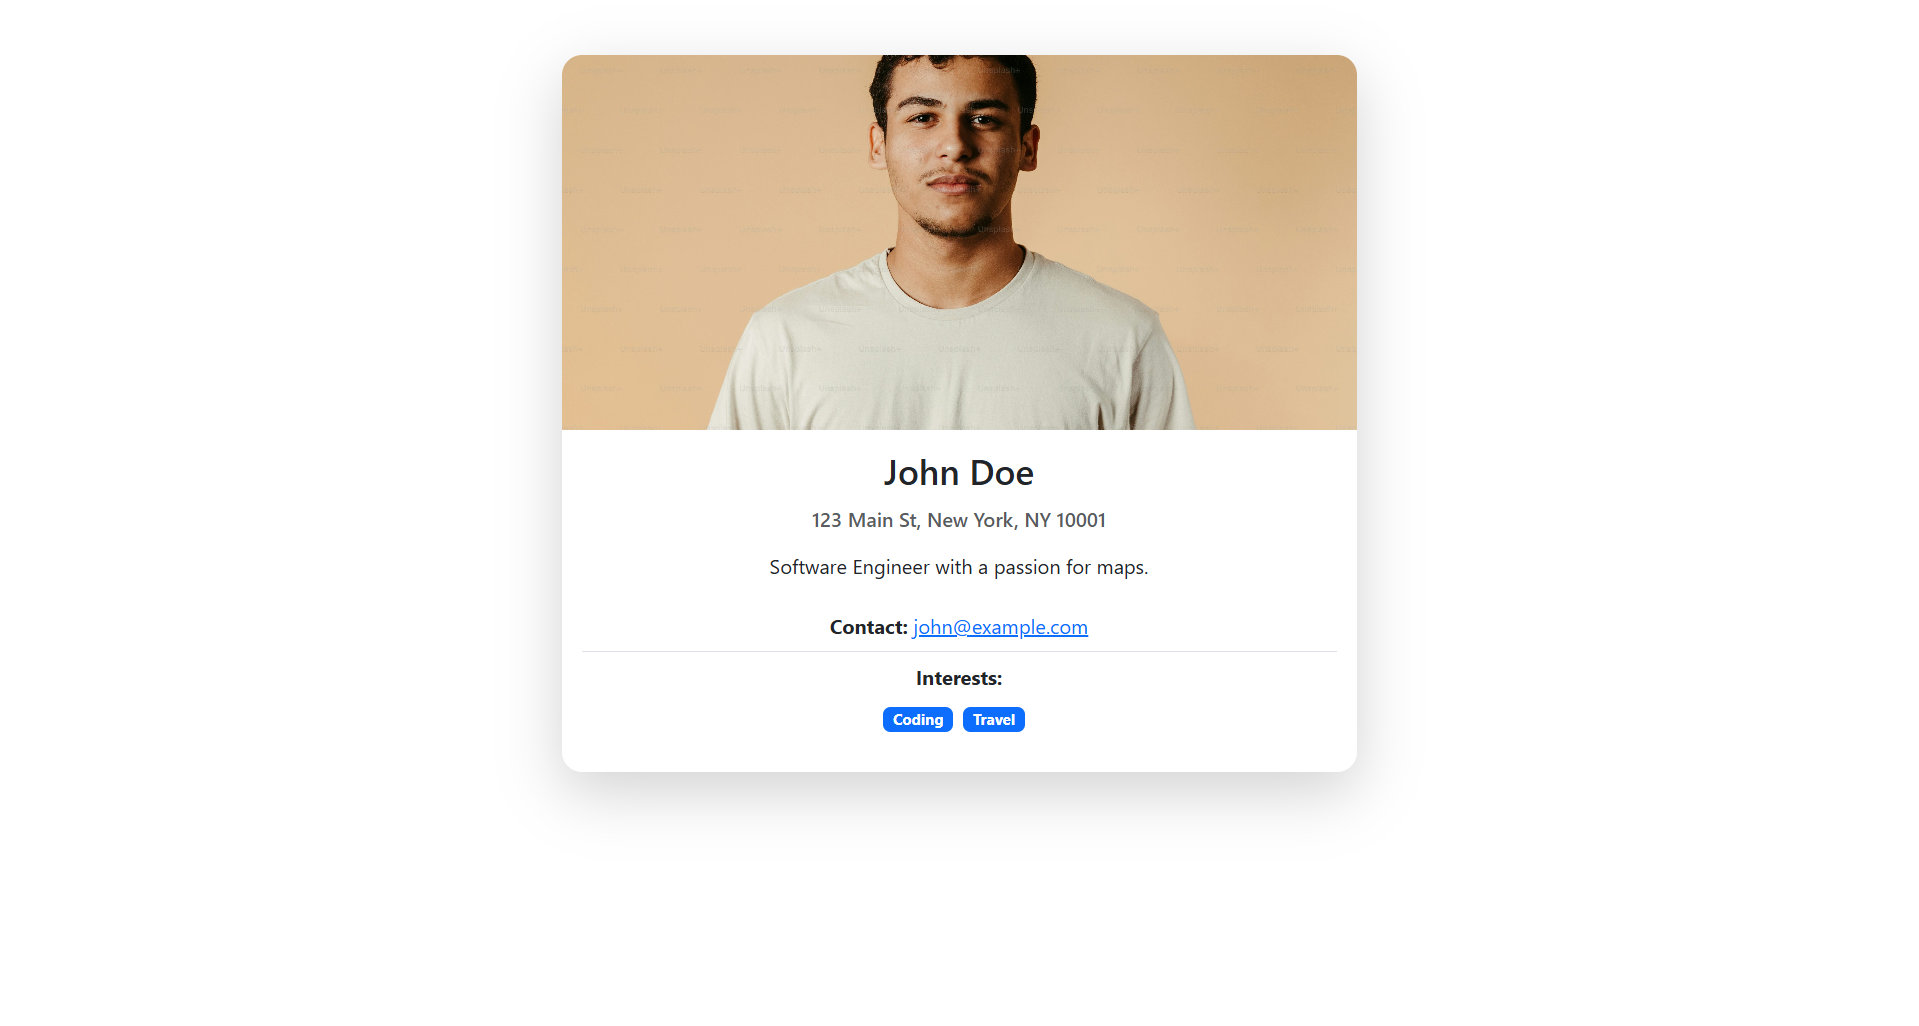 John Doe
123 Main St, New York, NY 10001
Software Engineer with a passion for maps.
Contact: john@example.com
Interests:
Coding Travel